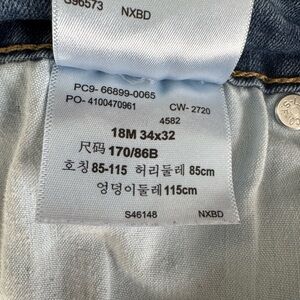 G96573 NXBD
PC9- 66899-0065
PO- 4100470961 CW- 2720
4582
18M 34x32
尺码 170/86B
호칭 85-115 허리둘레 85cm
엉덩이둘레 115cm
S46148 NXBD